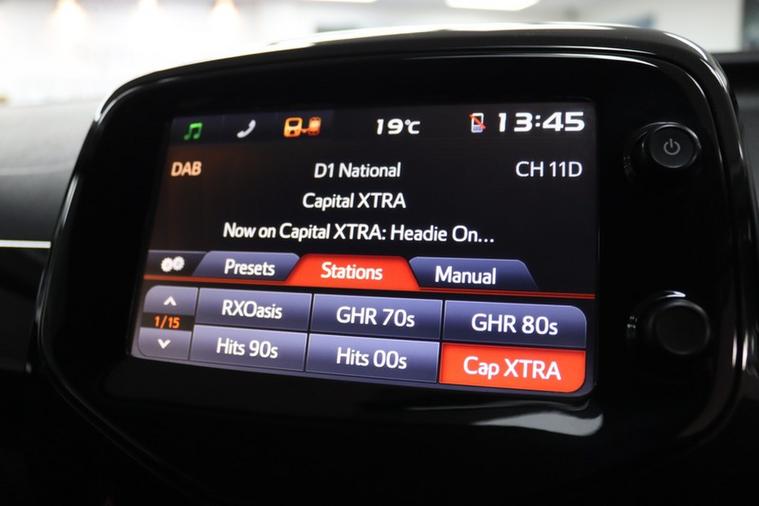 19°C 13:45
DAB D1 National CH 11D
Capital XTRA
Now on Capital XTRA: Headie On...
Presets Stations Manual
RXOasis GHR 70s GHR 80s
1/15
Hits 90s Hits 00s Cap XTRA